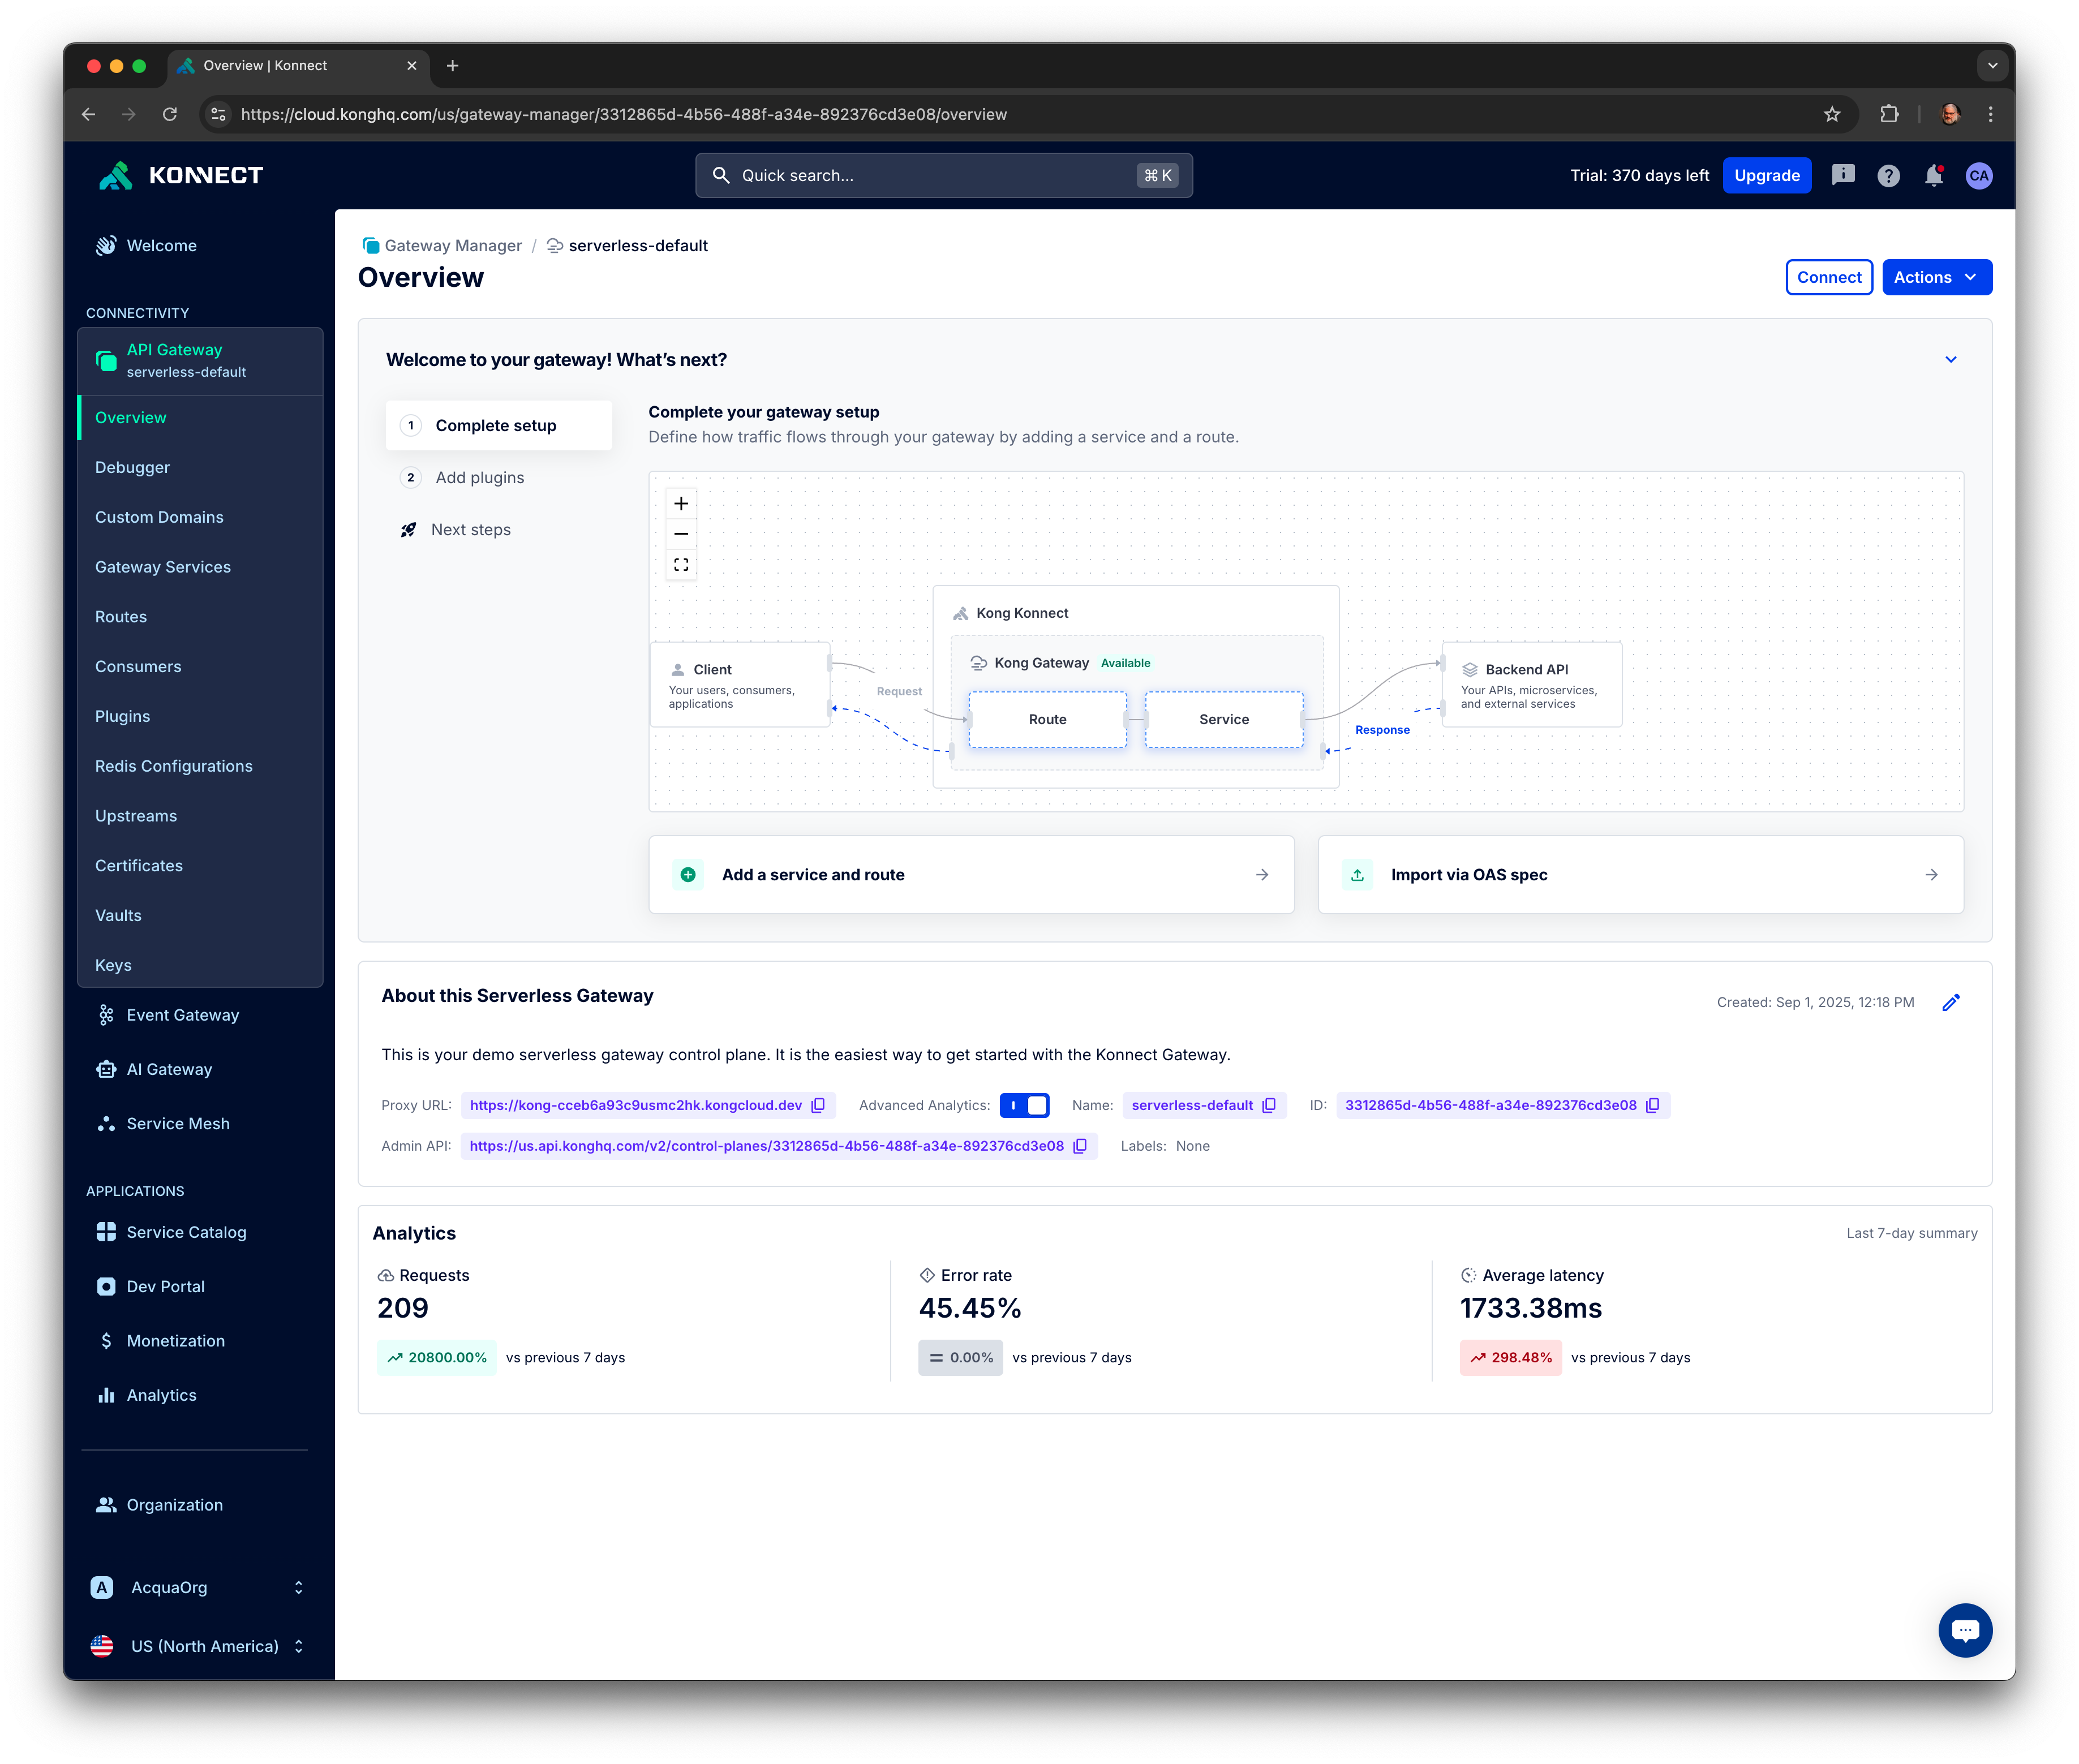 Overview | Konnect
https://cloud.konghq.com/us/gateway-manager/3312865d-4b56-488f-a34e-892376cd3e08/overview
KONNECT
Quick search...
⌘ K
Trial: 370 days left
Upgrade
CA
Welcome
CONNECTIVITY
API Gateway
serverless-default
Overview
Debugger
Custom Domains
Gateway Services
Routes
Consumers
Plugins
Redis Configurations
Upstreams
Certificates
Vaults
Keys
Event Gateway
AI Gateway
Service Mesh
APPLICATIONS
Service Catalog
Dev Portal
Monetization
Analytics
Organization
A AcquaOrg
US (North America)
Gateway Manager / serverless-default
Overview
Connect
Actions
Welcome to your gateway! What's next?
1 Complete setup
2 Add plugins
Next steps
Complete your gateway setup
Define how traffic flows through your gateway by adding a service and a route.
Client
Your users, consumers,
applications
Request
Kong Konnect
Kong Gateway Available
Route
Service
Response
Backend API
Your APIs, microservices,
and external services
Add a service and route
Import via OAS spec
About this Serverless Gateway
Created: Sep 1, 2025, 12:18 PM
This is your demo serverless gateway control plane. It is the easiest way to get started with the Konnect Gateway.
Proxy URL: https://kong-cceb6a93c9usmc2hk.kongcloud.dev Advanced Analytics: Name: serverless-default ID: 3312865d-4b56-488f-a34e-892376cd3e08
Admin API: https://us.api.konghq.com/v2/control-planes/3312865d-4b56-488f-a34e-892376cd3e08 Labels: None
Analytics
Last 7-day summary
Requests
209
20800.00% vs previous 7 days
Error rate
45.45%
0.00% vs previous 7 days
Average latency
1733.38ms
298.48% vs previous 7 days